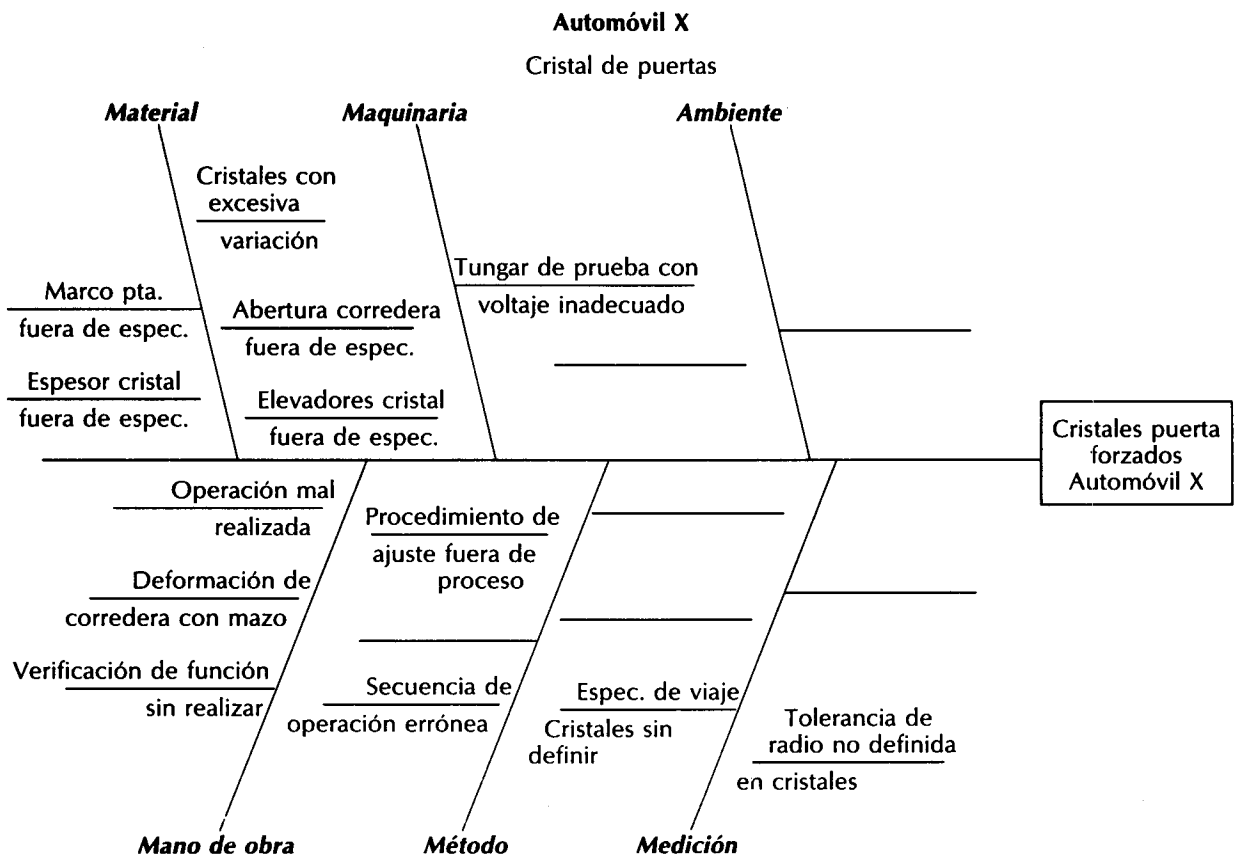 Automóvil X
Cristal de puertas
Material
Maquinaria
Ambiente
Cristales con
excesiva
variación
Marco pta.
fuera de espec.
Abertura corredera
fuera de espec.
Espesor cristal
fuera de espec.
Elevadores cristal
fuera de espec.
Tungar de prueba con
voltaje inadecuado
Cristales puerta
forzados
Automóvil X
Operación mal
realizada
Deformación de
corredera con mazo
Verificación de función
sin realizar
Procedimiento de
ajuste fuera de
proceso
Secuencia de
operación errónea
Espec. de viaje
Cristales sin
definir
Tolerancia de
radio no definida
en cristales
Mano de obra
Método
Medición